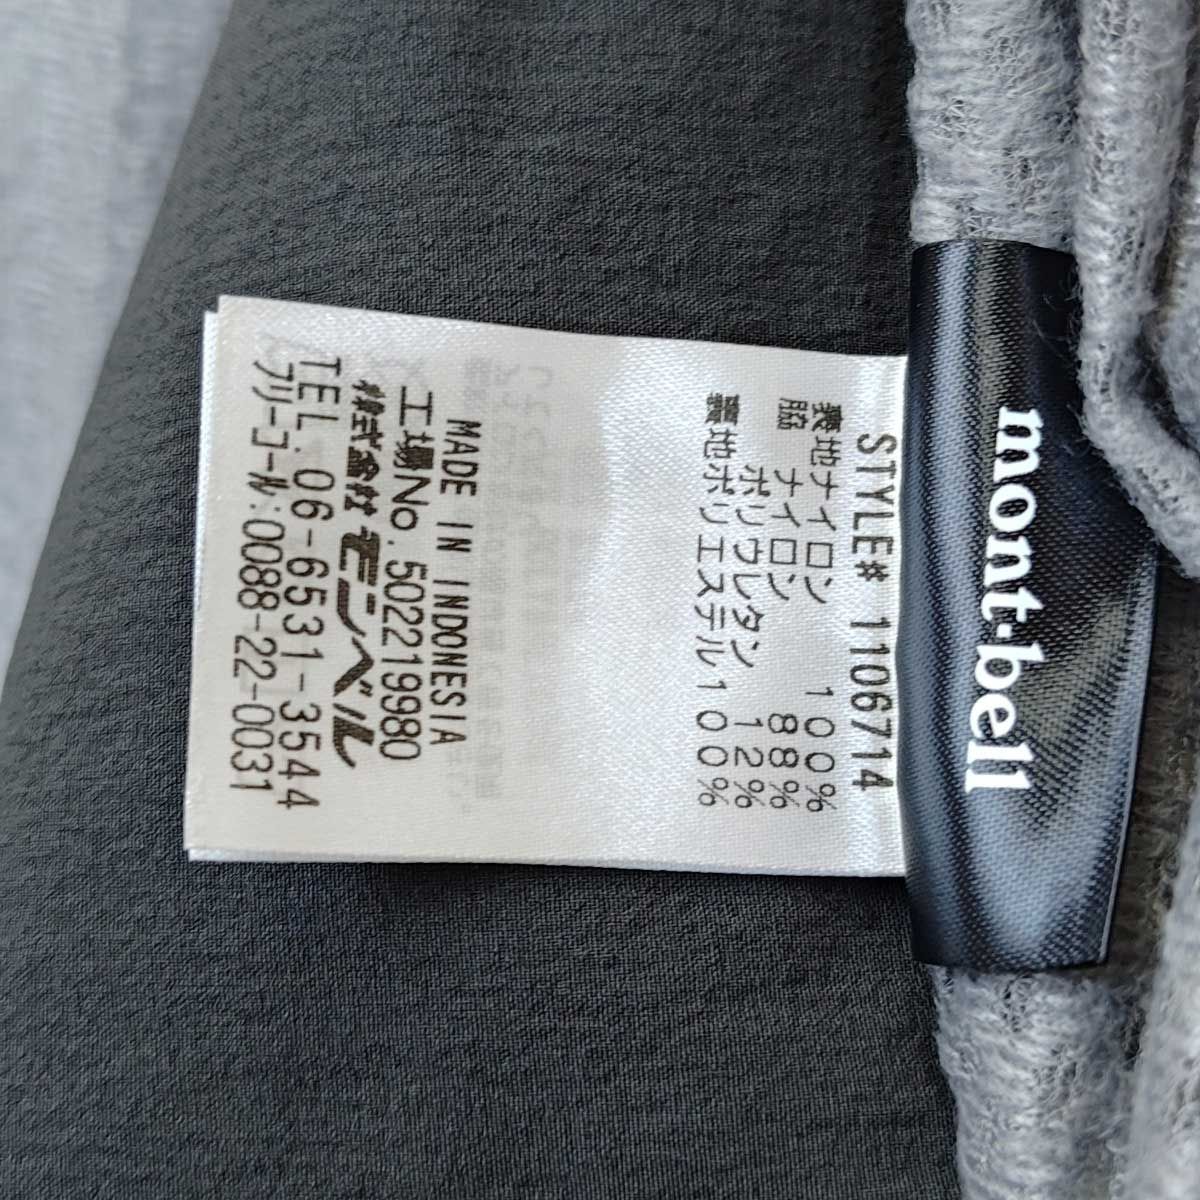 mont·bell
STYLE# 1106714
表地ナイロン 100%
脇 ナイロン 88%
ポリウレタン 12%
裏地ポリエステル100%
MADE IN INDONESIA
工場No. 502219980
株式会社モンベル
TEL. 06-6531-3544
フリーコール:0088-22-0031